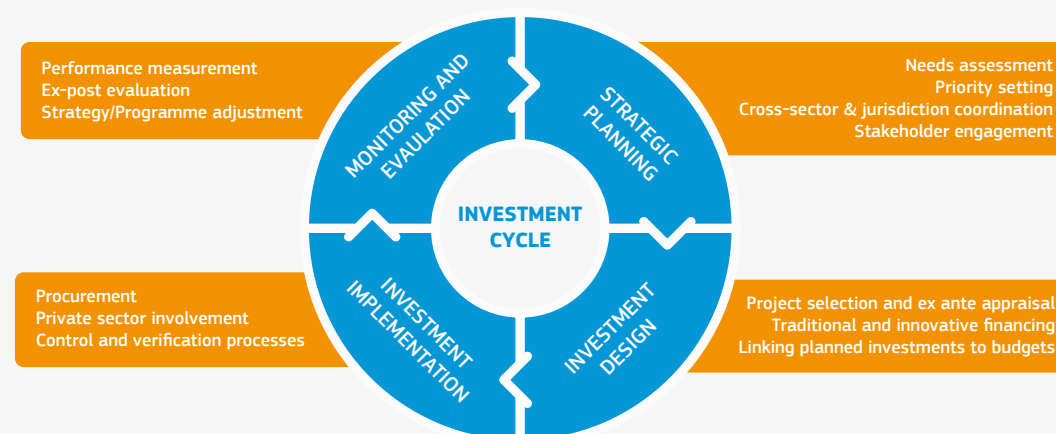 Performance measurement
Ex-post evaluation
Strategy/Programme adjustment
MONITORING AND
EVAULATION
STRATEGIC
PLANNING
Needs assessment
Priority setting
Cross-sector & jurisdiction coordination
Stakeholder engagement
INVESTMENT
CYCLE
Procurement
Private sector involvement
Control and verification processes
INVESTMENT
IMPLEMENTATION
INVESTMENT
DESIGN
Project selection and ex ante appraisal
Traditional and innovative financing
Linking planned investments to budgets